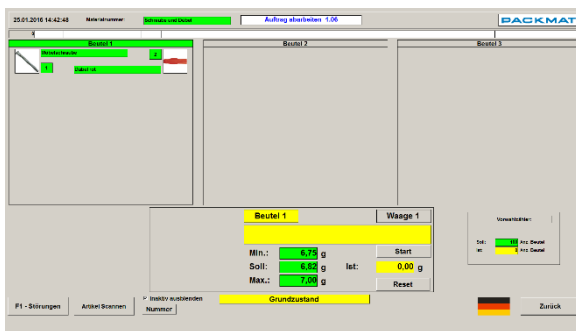 25.01.2016 14:42:48 Materialnummer: Schraube und Dübel Auftrag abarbeiten 1.06 PACKMAT
Beutel 1 Beutel 2 Beutel 3
2
1 Dübel rot
Beutel 1 Waage 1
Min.: 6,75 g Start
Soll: 6,82 g Ist: 0,00 g
Max.: 7,00 g Reset
Vorwahlzähler:
Soll: 100 Anz. Beutel
Ist: Anz. Beutel
Inaktiv ausblenden Grundzustand
F1 - Störungen Artikel Scannen Nummer Zurück